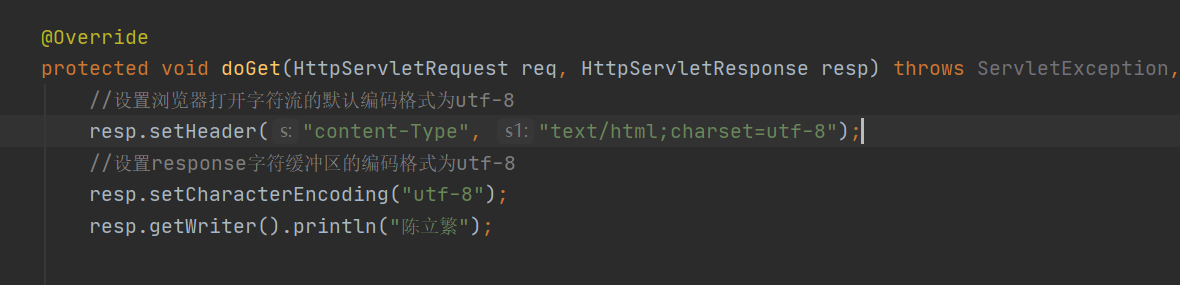 @Override
protected void doGet(HttpServletRequest req, HttpServletResponse resp) throws ServletException,
//设置浏览器打开字符流的默认编码格式为utf-8
resp.setHeader( s: "content-Type", s1: "text/html;charset=utf-8");
//设置response字符缓冲区的编码格式为utf-8
resp.setCharacterEncoding("utf-8");
resp.getWriter().println("陈立繁");